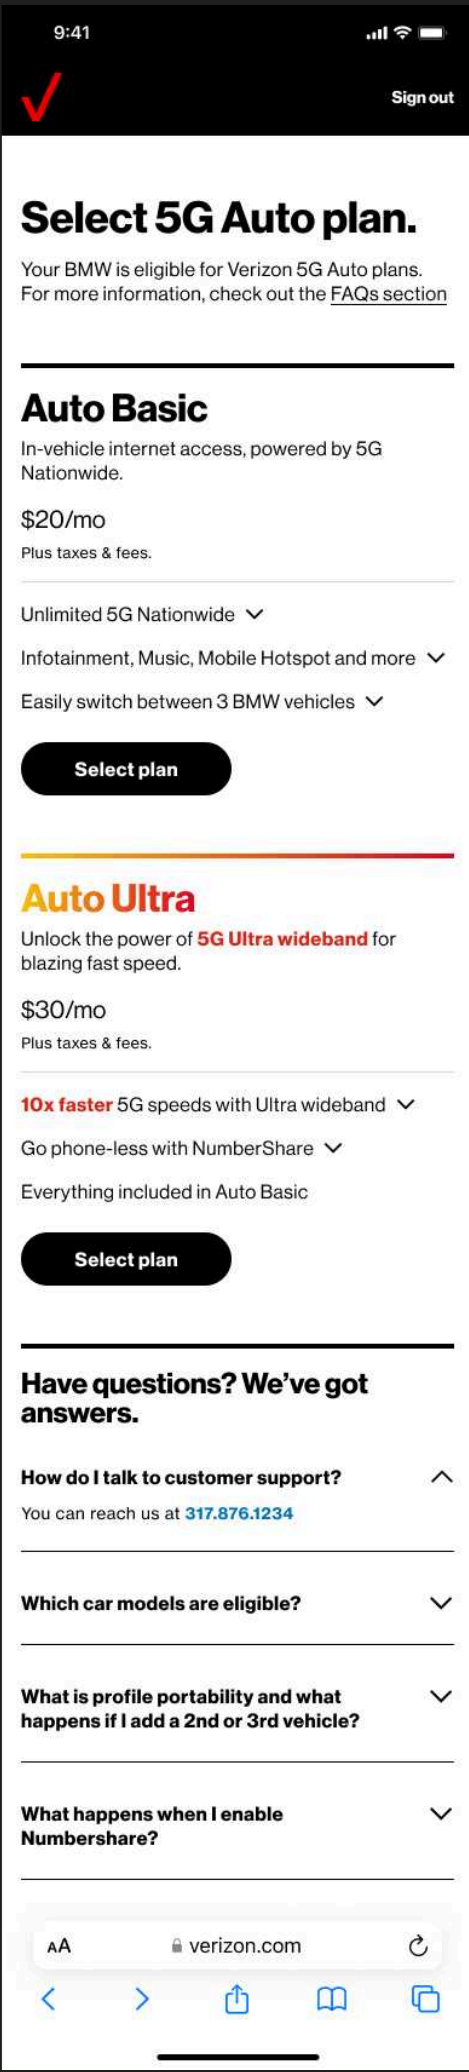 9:41
Sign out
Select 5G Auto plan.
Your BMW is eligible for Verizon 5G Auto plans.
For more information, check out the FAQs section
Auto Basic
In-vehicle internet access, powered by 5G
Nationwide.
$20/mo
Plus taxes & fees.
Unlimited 5G Nationwide
Infotainment, Music, Mobile Hotspot and more
Easily switch between 3 BMW vehicles
Select plan
Auto Ultra
Unlock the power of 5G Ultra wideband for
blazing fast speed.
$30/mo
Plus taxes & fees.
10x faster 5G speeds with Ultra wideband
Go phone-less with NumberShare
Everything included in Auto Basic
Select plan
Have questions? We've got
answers.
How do I talk to customer support?
You can reach us at 317.876.1234
Which car models are eligible?
What is profile portability and what
happens if I add a 2nd or 3rd vehicle?
What happens when I enable
Numbershare?
AA verizon.com